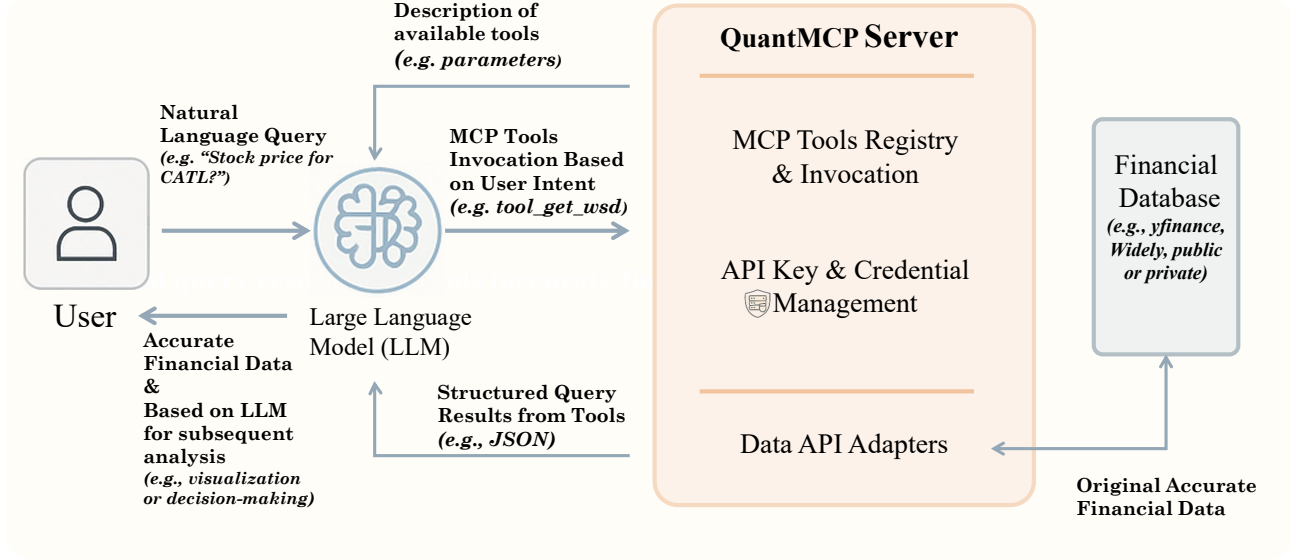 Description of
available tools
(e.g. parameters)
QuantMCP Server
Natural
Language Query
(e.g. “Stock price for
CATL?”)
MCP Tools
Invocation Based
on User Intent
(e.g. tool_get_wsd)
MCP Tools Registry
& Invocation
API Key & Credential
Management
Financial
Database
(e.g., yfinance,
Widely, public
or private)
User
Large Language
Model (LLM)
Accurate
Financial Data
&
Based on LLM
for subsequent
analysis
(e.g., visualization
or decision-making)
Structured Query
Results from Tools
(e.g., JSON)
Data API Adapters
Original Accurate
Financial Data